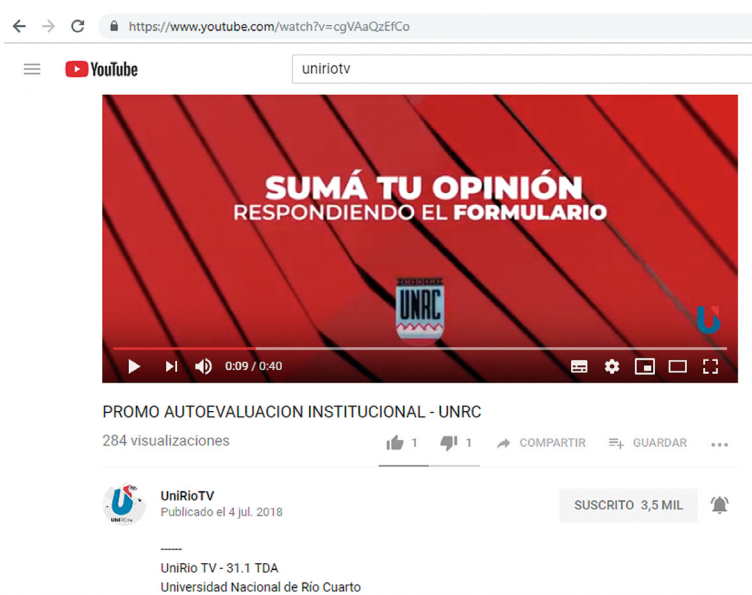 https://www.youtube.com/watch?v=cgVAaQzEfCo
YouTube
uniriotv
SUMÁ TU OPINIÓN
RESPONDIENDO EL FORMULARIO
UNRC
0:09 / 0:40
PROMO AUTOEVALUACION INSTITUCIONAL - UNRC
284 visualizaciones
1
1
COMPARTIR
GUARDAR
UniRioTV
Publicado el 4 jul. 2018
SUSCRITO 3,5 MIL
------
UniRio TV - 31.1 TDA
Universidad Nacional de Río Cuarto